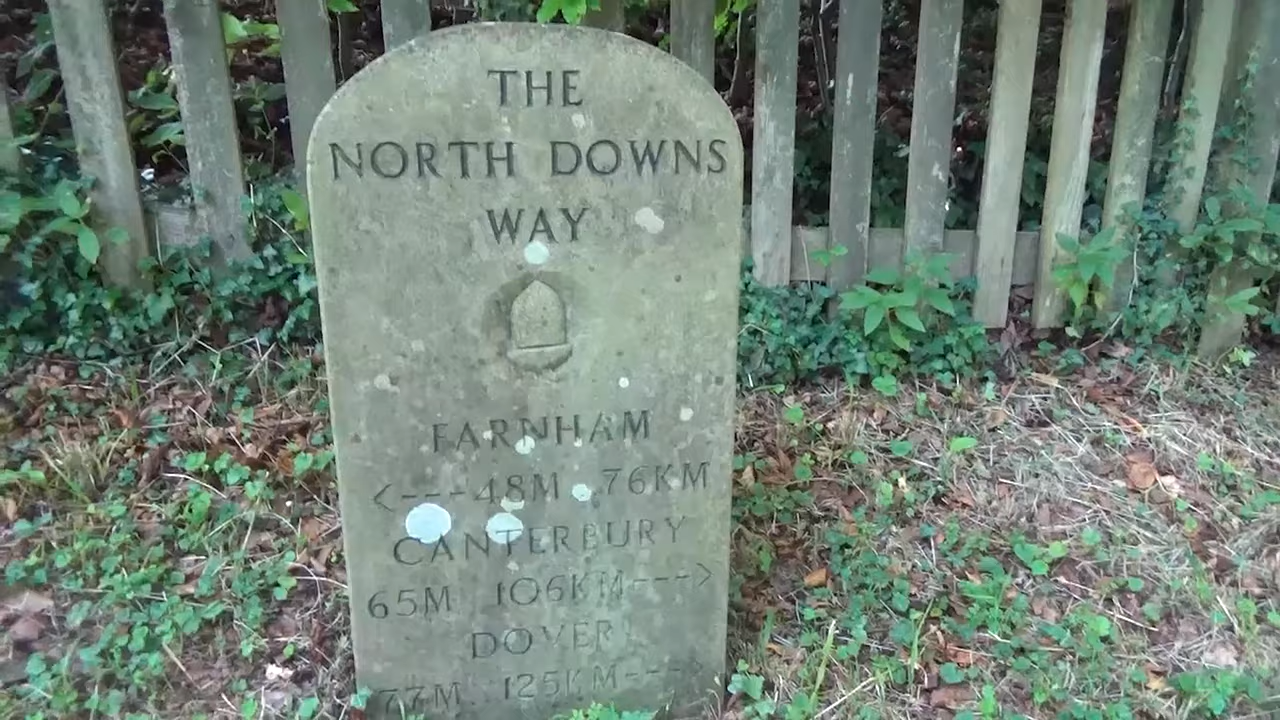 THE
NORTH DOWNS
WAY
FARNHAM
<---48M 76KM
CANTERBURY
65M 106KM--->
DOVER
77M 125KM--->